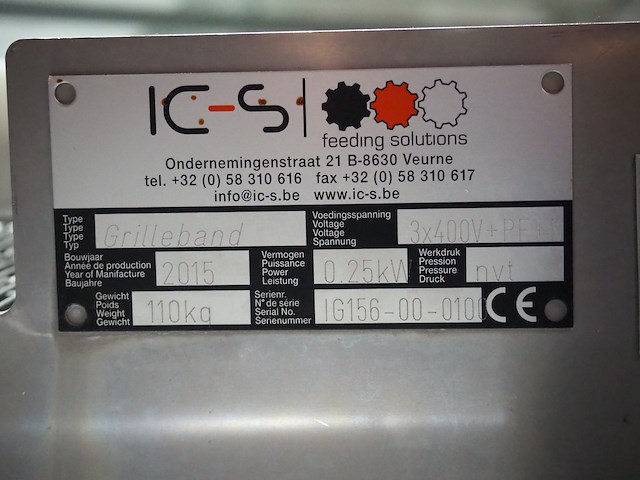 IC-S
feeding solutions
Ondernemingenstraat 21 B-8630 Veurne
tel. +32 (0) 58 310 616 fax +32 (0) 58 310 617
info@ic-s.be www.ic-s.be
Type
Type
Type
Typ
Grilleband
Voedingsspanning
Voltage
Voltage
Spannung
3x400V+PE+
Bouwjaar
Année de production
Year of Manifacture
Baujahre
2015
Vermogen
Puissance
Power
Leistung
0.25kW
Werkdruk
Pression
Pressure
Druck
nvt
Gewicht
Poids
Weight
Gewicht
110kg
Serienr.
N° de série
Serial No.
Serienummer
IG156-00-0100
CE